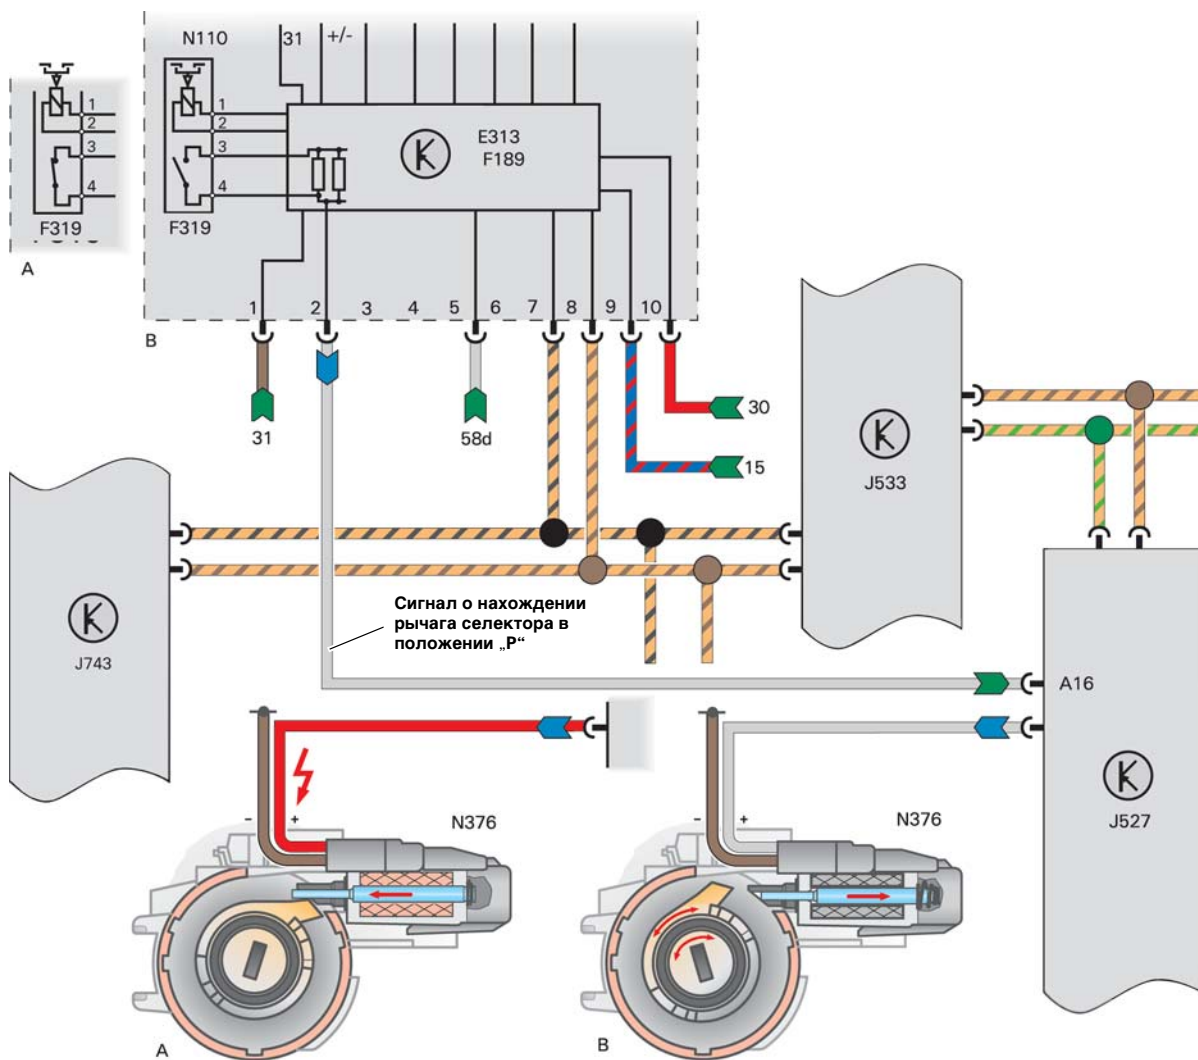 N110
31
+/-
1
2
3
4
F319
A
1
2
3
4
F319
E313
F189
1
2
3
4
5
6
7
8
9
10
B
31
58d
30
15
J533
J743
Сигнал о нахождении
рычага селектора в
положении „P“
A16
J527
- +
N376
A
- +
N376
B